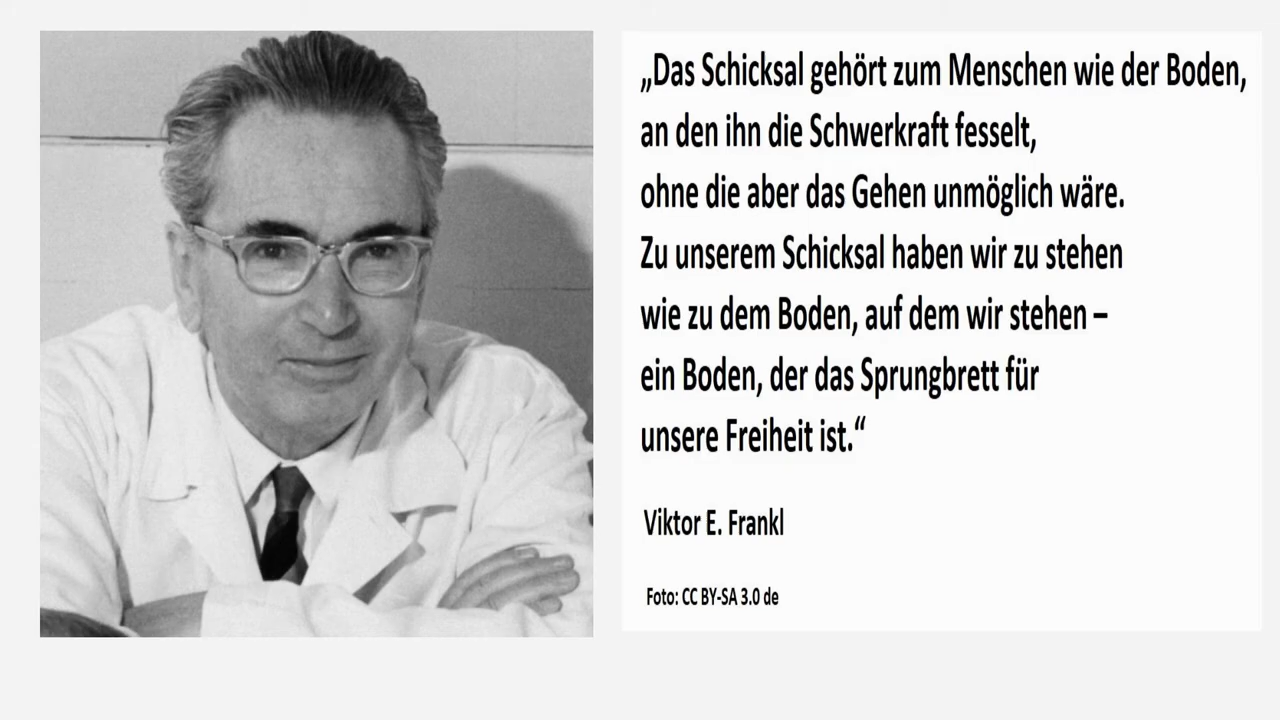 „Das Schicksal gehört zum Menschen wie der Boden,
an den ihn die Schwerkraft fesselt,
ohne die aber das Gehen unmöglich wäre.
Zu unserem Schicksal haben wir zu stehen
wie zu dem Boden, auf dem wir stehen –
ein Boden, der das Sprungbrett für
unsere Freiheit ist.“
Viktor E. Frankl
Foto: CC BY-SA 3.0 de